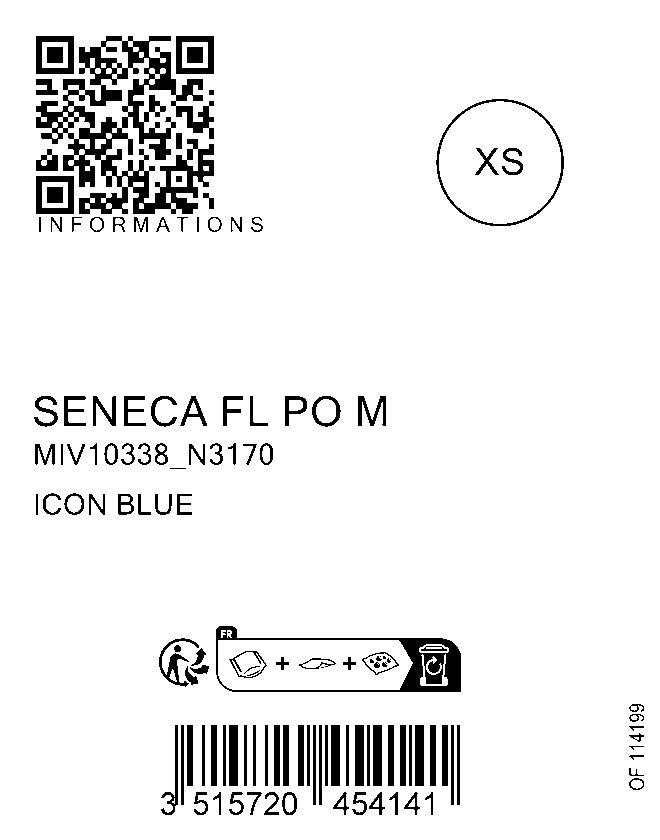 INFORMATIONS
XS
SENECA FL PO M
MIV10338_N3170
ICON BLUE
FR
3 515720 454141
OF 114199